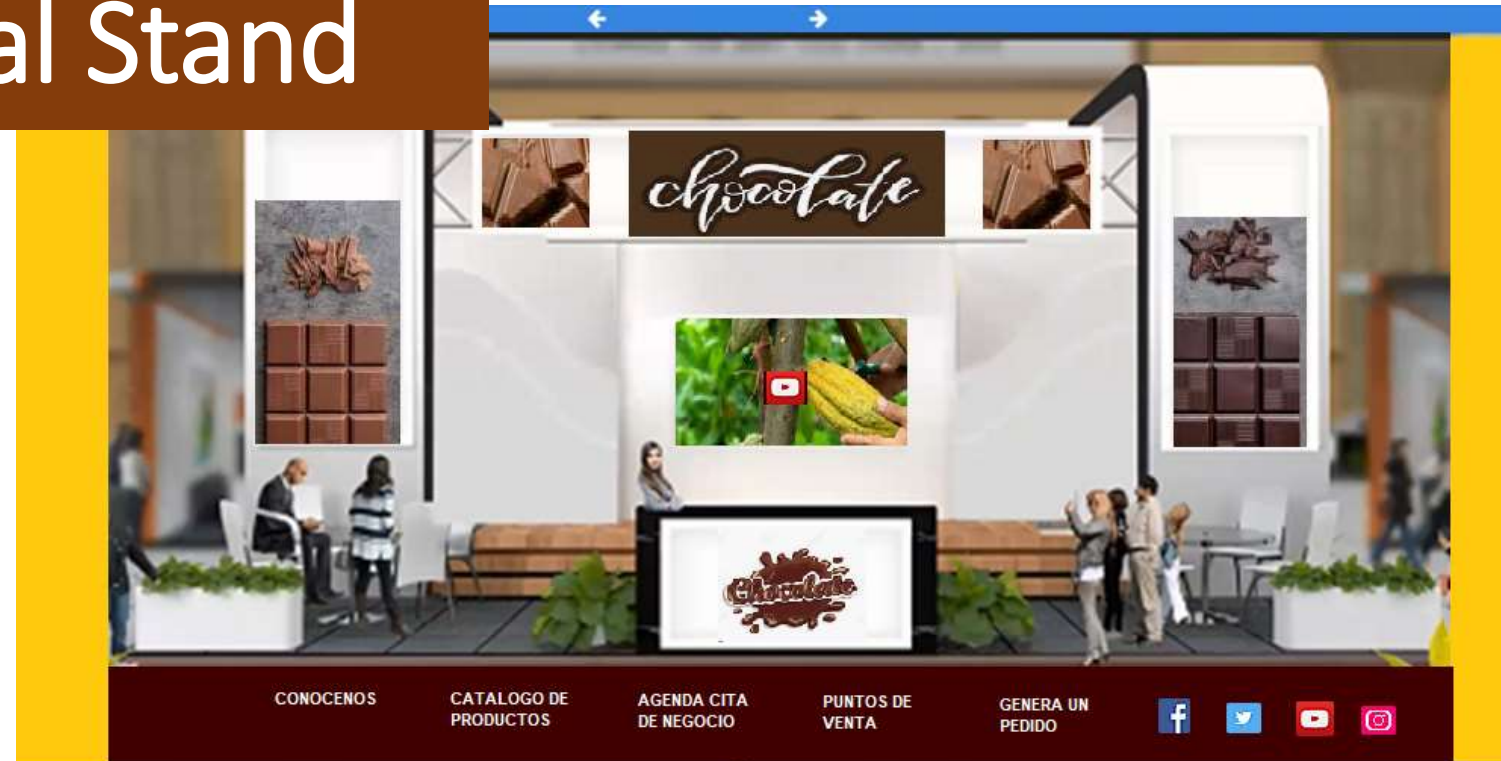 al Stand
chocolate
Chocolate
CONOCENOS
CATALOGO DE
PRODUCTOS
AGENDA CITA
DE NEGOCIO
PUNTOS DE
VENTA
GENERA UN
PEDIDO